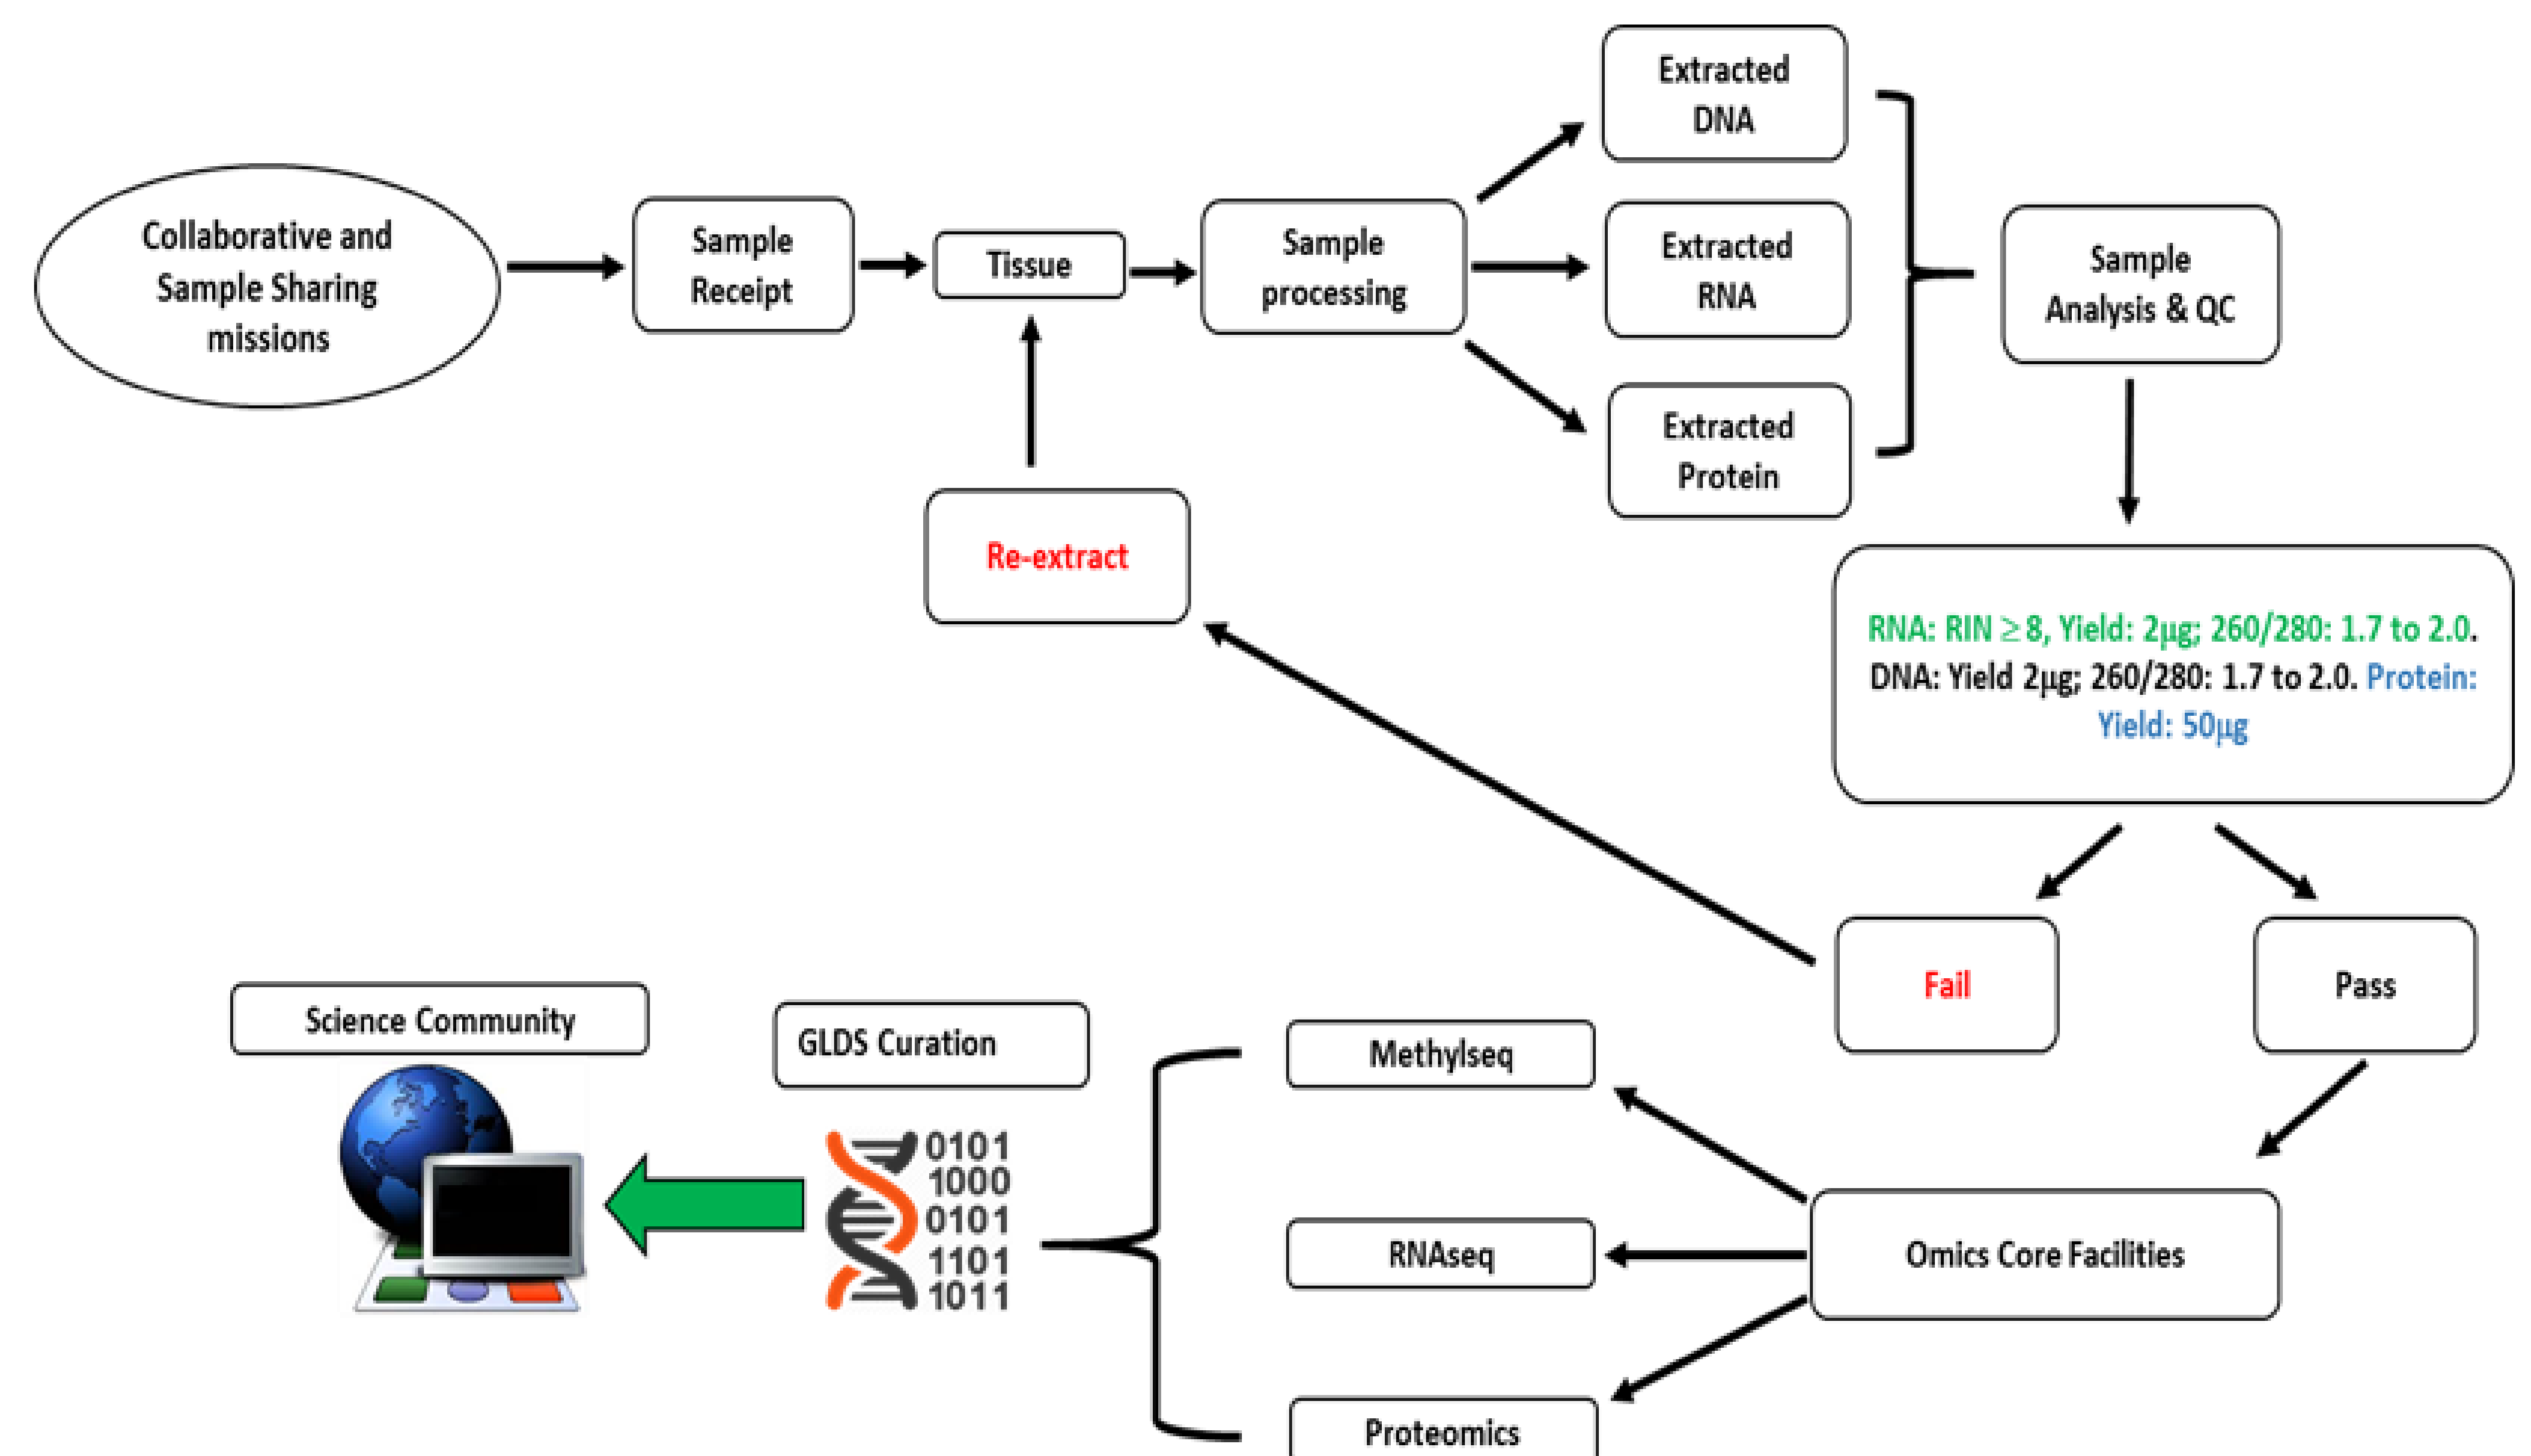 Collaborative and
Sample Sharing
missions
Sample
Receipt
Tissue
Sample
processing
Extracted
DNA
Extracted
RNA
Extracted
Protein
Sample
Analysis & QC
Re-extract
RNA: RIN ≥ 8, Yield: 2µg; 260/280: 1.7 to 2.0.
DNA: Yield 2µg; 260/280: 1.7 to 2.0. Protein:
Yield: 50µg
Fail
Pass
Omics Core Facilities
Methylseq
RNAseq
Proteomics
GLDS Curation
0101
1000
0101
1101
1011
Science Community